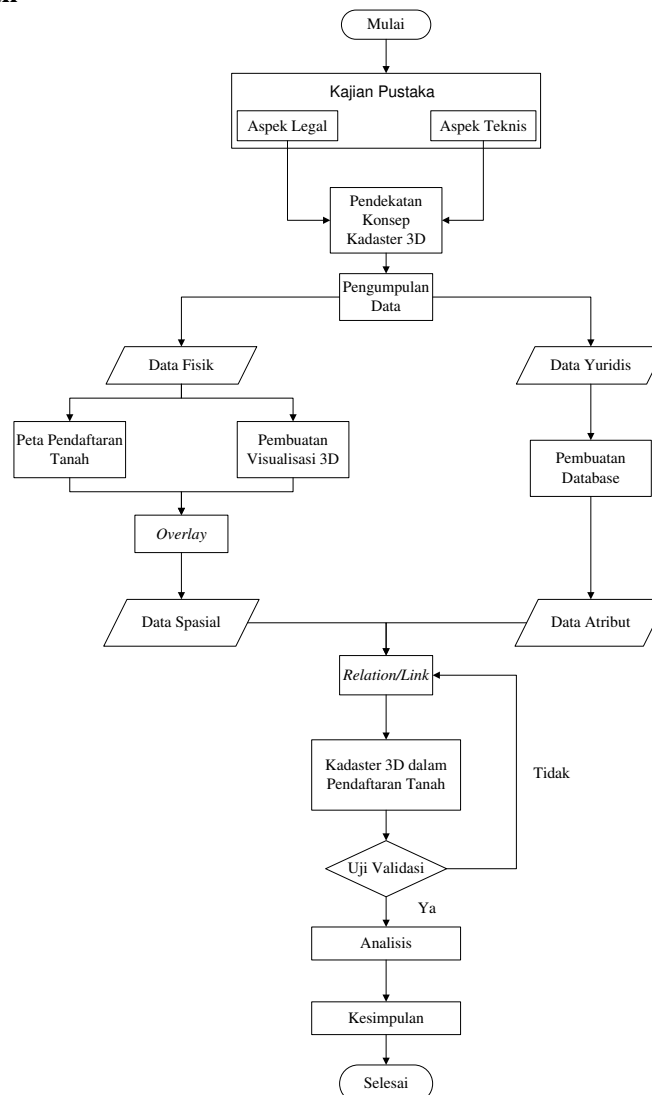 Mulai
Kajian Pustaka
Aspek Legal
Aspek Teknis
Pendekatan
Konsep
Kadaster 3D
Pengumpulan
Data
Data Fisik
Data Yuridis
Peta Pendaftaran
Tanah
Pembuatan
Visualisasi 3D
Pembuatan
Database
Overlay
Data Spasial
Data Atribut
Relation/Link
Kadaster 3D dalam
Pendaftaran Tanah
Tidak
Uji Validasi
Ya
Analisis
Kesimpulan
Selesai